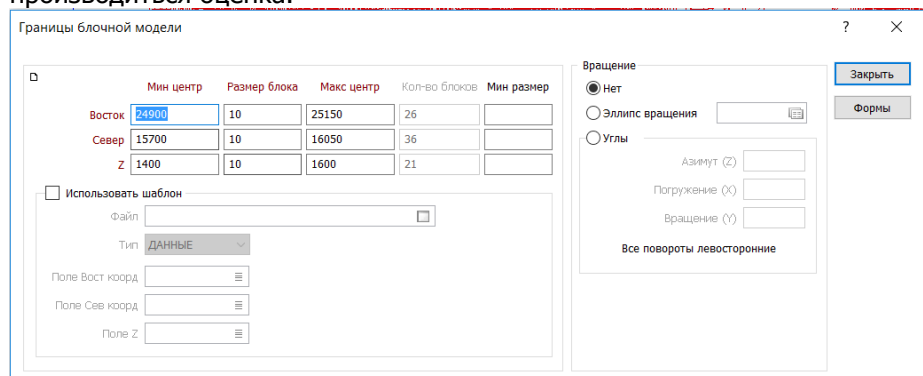 производиться оценка.
Границы блочной модели ? ×
Мин центр Размер блока Макс центр Кол-во блоков Мин размер
Восток 24900 10 25150 26
Север 15700 10 16050 36
Z 1400 10 1600 21
Использовать шаблон
Файл
Тип ДАННЫЕ
Поле Вост коорд
Поле Сев коорд
Поле Z
Вращение
Нет
Эллипс вращения
Углы
Азимут (Z)
Погружение (X)
Вращение (Y)
Все повороты левосторонние
Закрыть
Формы